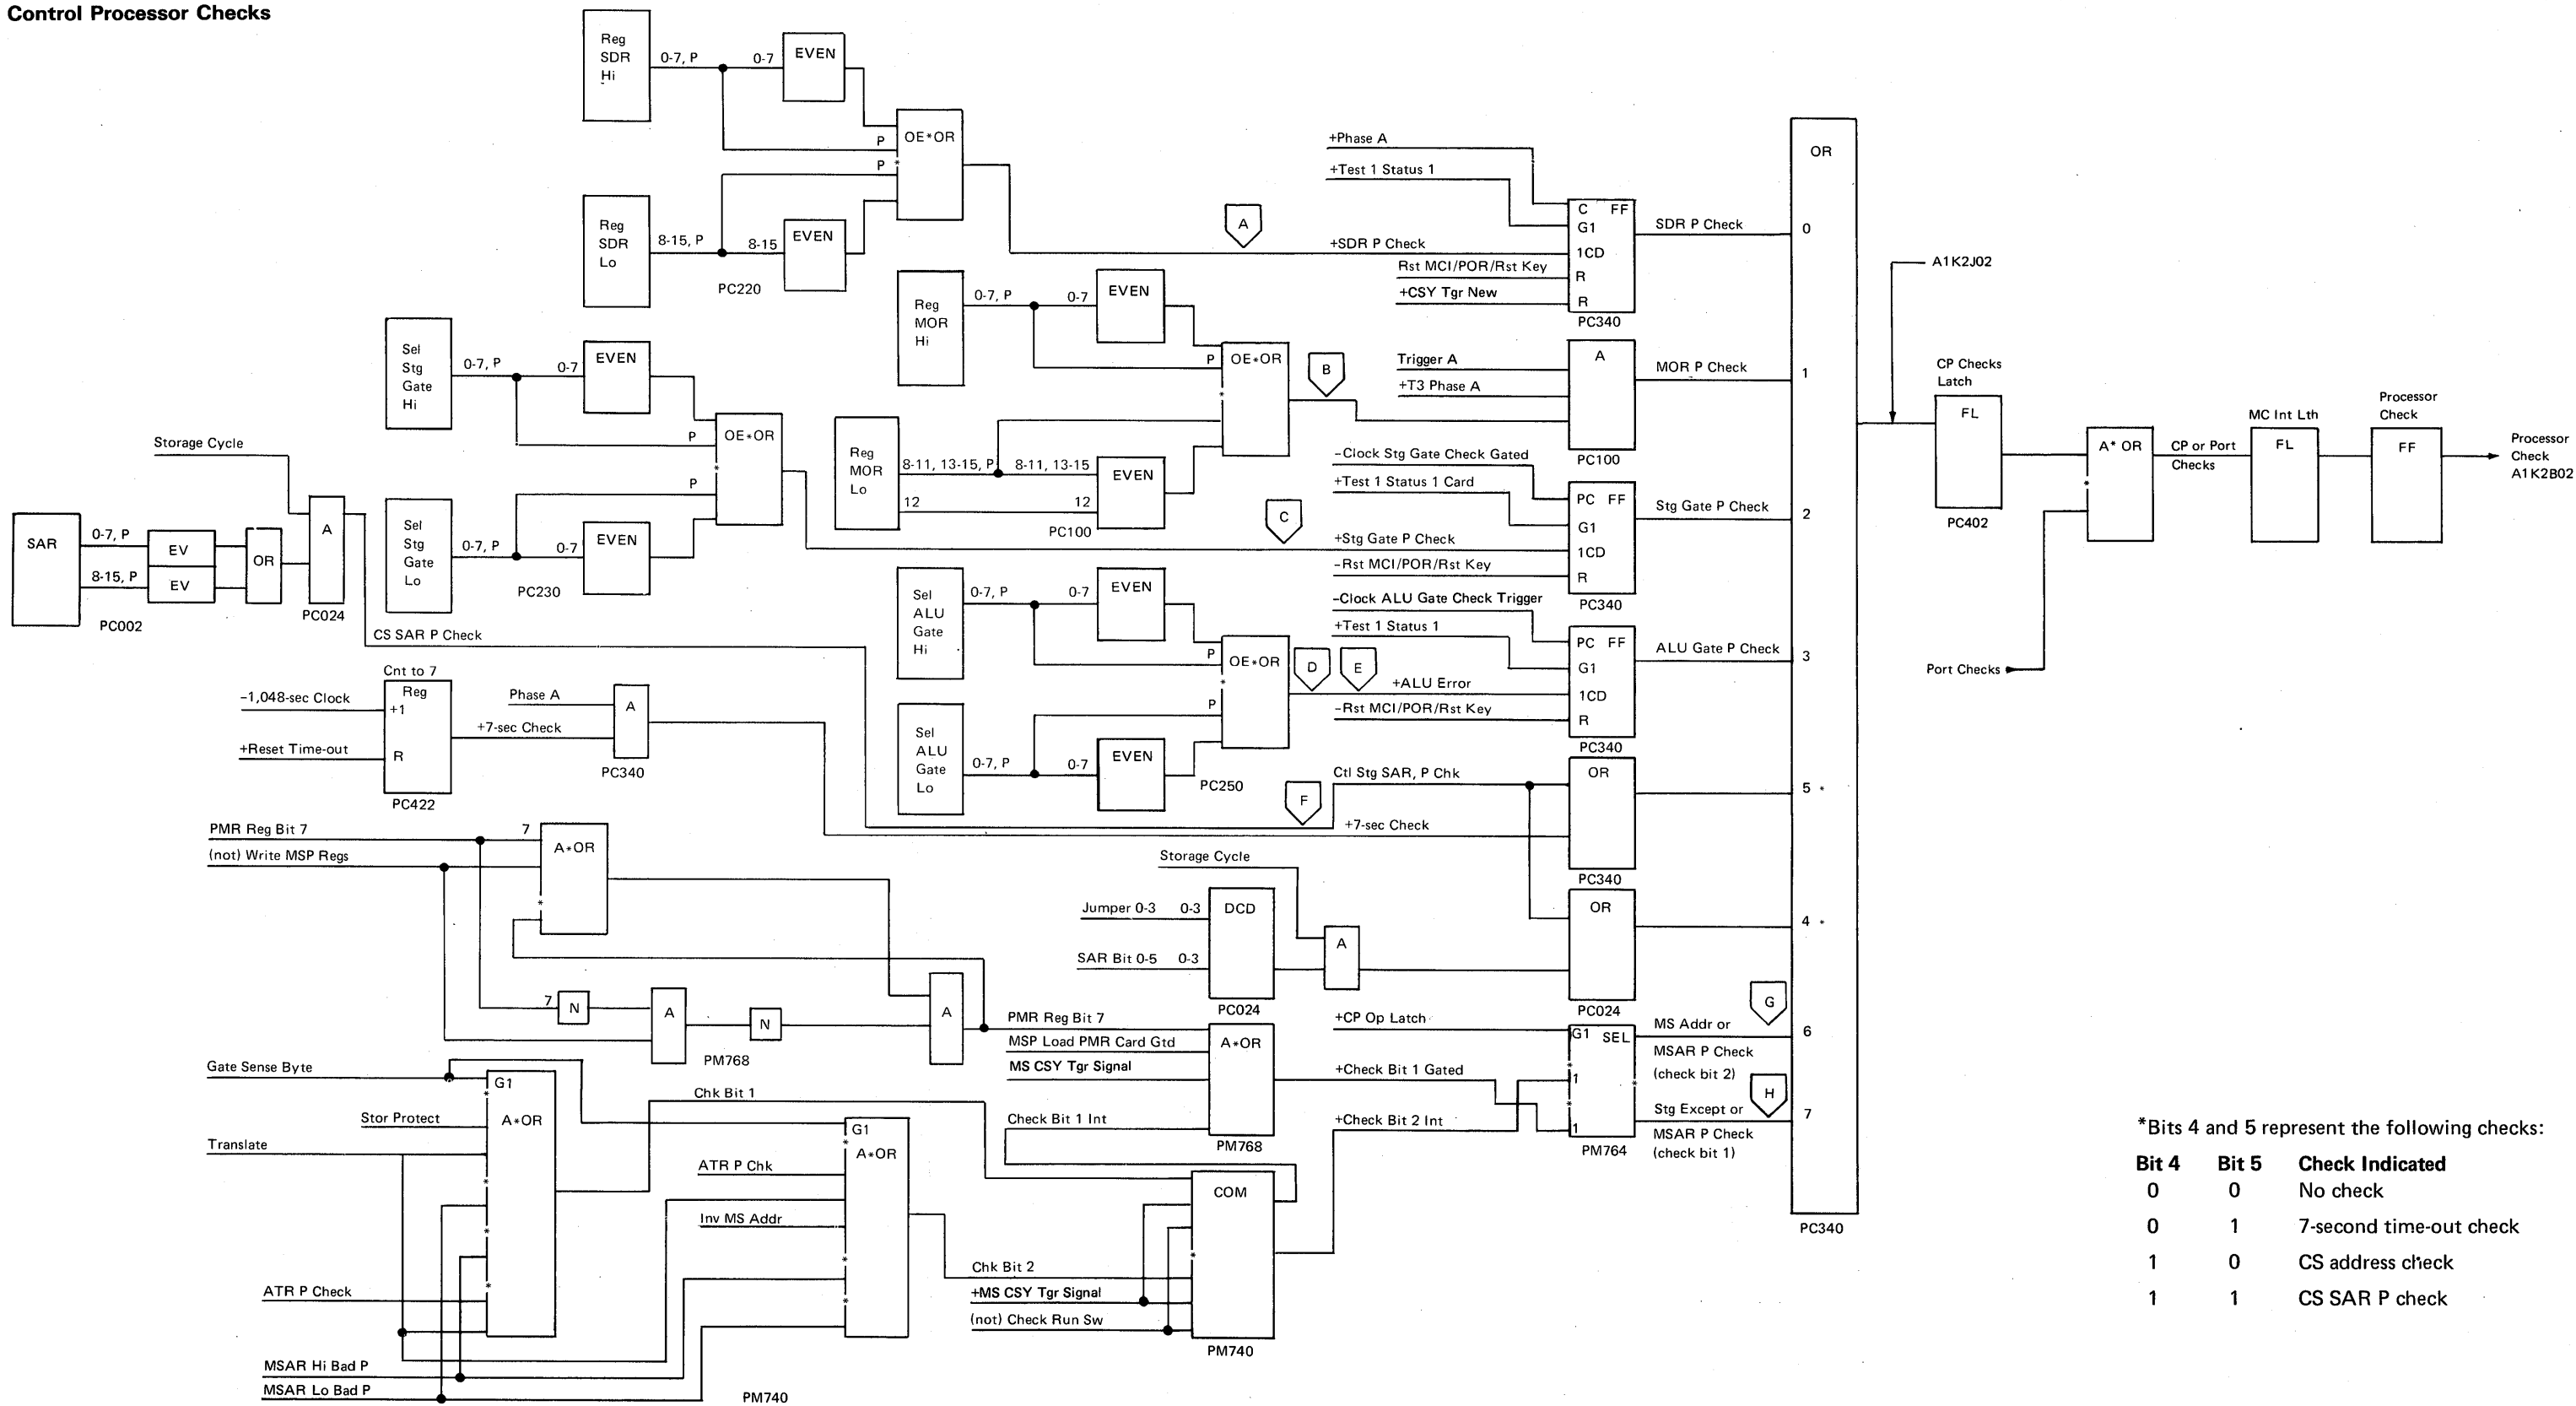 Control Processor Checks
Reg
SDR
Hi
0-7, P
0-7
EVEN
P
P
OE*OR
*
Reg
SDR
Lo
8-15, P
8-15
EVEN
PC220
+Phase A
+Test 1 Status 1
A
+SDR P Check
Rst MCI/POR/Rst Key
+CSY Tgr New
C FF
G1
1CD
R
R
PC340
SDR P Check
OR
0
A1K2J02
Reg
MOR
Hi
0-7, P
0-7
EVEN
P
OE*OR
*
B
Reg
MOR
Lo
8-11, 13-15, P
8-11, 13-15
12
12
EVEN
PC100
Trigger A
+T3 Phase A
A
PC100
MOR P Check
1
Sel
Stg
Gate
Hi
0-7, P
0-7
EVEN
P
OE*OR
*
P
Sel
Stg
Gate
Lo
0-7, P
0-7
EVEN
PC230
Storage Cycle
SAR
0-7, P
8-15, P
EV
EV
OR
A
PC002
PC024
CS SAR P Check
–Clock Stg Gate Check Gated
+Test 1 Status 1 Card
C
+Stg Gate P Check
–Rst MCI/POR/Rst Key
PC FF
G1
1CD
R
PC340
Stg Gate P Check
2
CP Checks
Latch
FL
PC402
A* OR
*
CP or Port
Checks
MC Int Lth
FL
Processor
Check
FF
Processor
Check
A1K2B02
Port Checks
Sel
ALU
Gate
Hi
0-7, P
0-7
EVEN
P
OE*OR
*
P
D
E
Sel
ALU
Gate
Lo
0-7, P
0-7
EVEN
PC250
–Clock ALU Gate Check Trigger
+Test 1 Status 1
+ALU Error
–Rst MCI/POR/Rst Key
PC FF
G1
1CD
R
PC340
ALU Gate P Check
3
Cnt to 7
–1,048-sec Clock
+Reset Time-out
Reg
+1
R
PC422
Phase A
+7-sec Check
A
PC340
F
Ctl Stg SAR, P Chk
+7-sec Check
OR
PC340
5 *
PMR Reg Bit 7
(not) Write MSP Regs
7
A*OR
*
7
N
A
N
A
PM768
Storage Cycle
Jumper 0-3
0-3
SAR Bit 0-5
0-3
DCD
PC024
A
OR
PC024
4 *
PMR Reg Bit 7
MSP Load PMR Card Gtd
MS CSY Tgr Signal
Check Bit 1 Int
A*OR
PM768
+CP Op Latch
+Check Bit 1 Gated
+Check Bit 2 Int
G1 SEL
*
1
*
*
1
PM764
G
MS Addr or
MSAR P Check
(check bit 2)
6
H
Stg Except or
MSAR P Check
(check bit 1)
7
PC340
Gate Sense Byte
Stor Protect
Translate
ATR P Check
MSAR Hi Bad P
MSAR Lo Bad P
G1
*
A*OR
*
*
*
Chk Bit 1
ATR P Chk
Inv MS Addr
G1
*
A*OR
*
*
PM740
Chk Bit 2
+MS CSY Tgr Signal
(not) Check Run Sw
COM
*
PM740
*Bits 4 and 5 represent the following checks:
Bit 4 Bit 5 Check Indicated
0 0 No check
0 1 7-second time-out check
1 0 CS address check
1 1 CS SAR P check